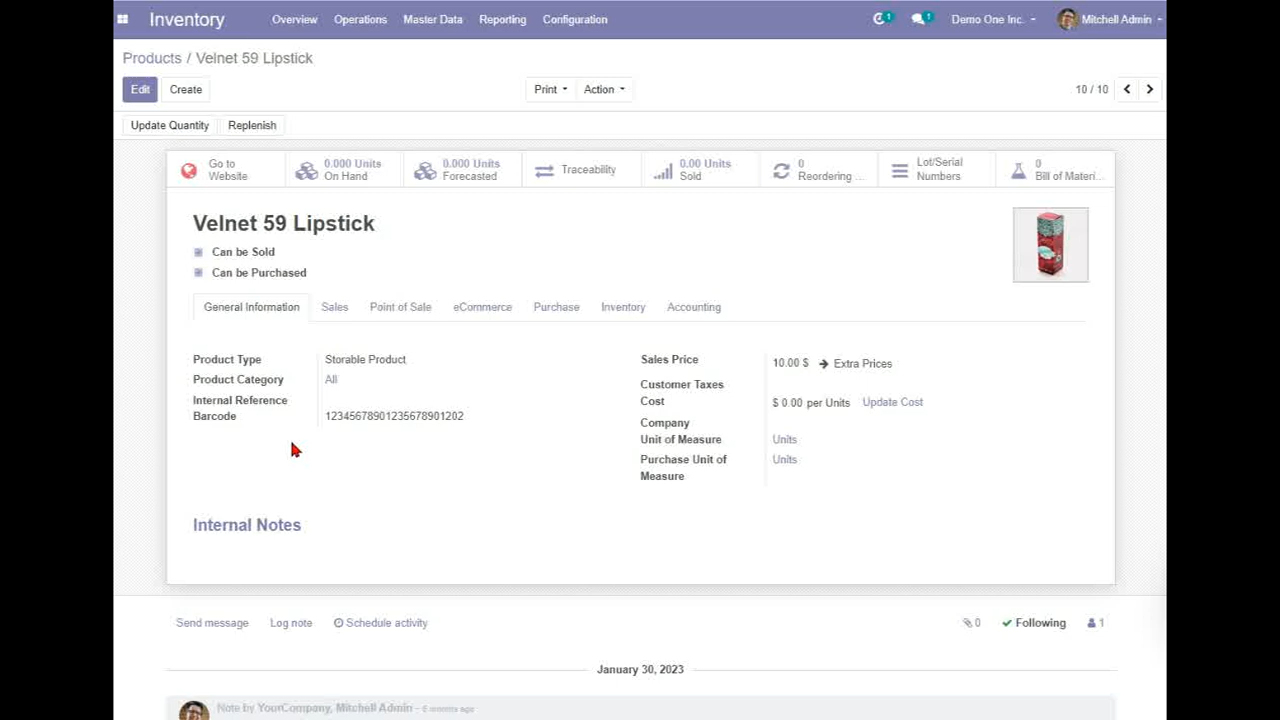 Inventory Overview Operations Master Data Reporting Configuration 1 1 Demo One Inc. Mitchell Admin
Products / Velnet 59 Lipstick
Edit Create Print Action 10 / 10
Update Quantity Replenish
Go to Website
0.000 Units On Hand
0.000 Units Forecasted
Traceability
0.00 Units Sold
0 Reordering ...
Lot/Serial Numbers
0 Bill of Materi...
Velnet 59 Lipstick
Can be Sold
Can be Purchased
General Information Sales Point of Sale eCommerce Purchase Inventory Accounting
Product Type Storable Product
Product Category All
Internal Reference
Barcode 12345678901235678901202
Sales Price 10.00 $ Extra Prices
Customer Taxes
Cost $ 0.00 per Units Update Cost
Company
Unit of Measure Units
Purchase Unit of Measure Units
Internal Notes
Send message Log note Schedule activity 0 Following 1
January 30, 2023
Note by YourCompany, Mitchell Admin - 6 months ago